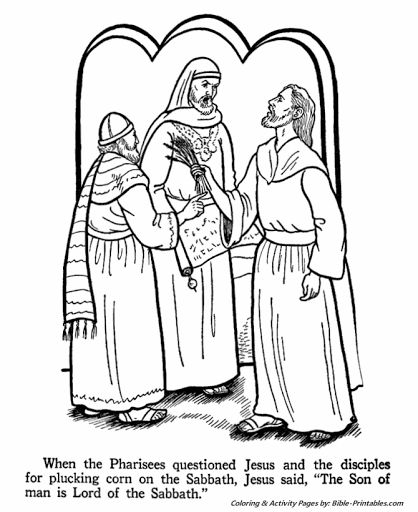 When the Pharisees questioned Jesus and the disciples
for plucking corn on the Sabbath, Jesus said, “The Son of
man is Lord of the Sabbath.”
Coloring & Activity Pages by: Bible-Printables.com